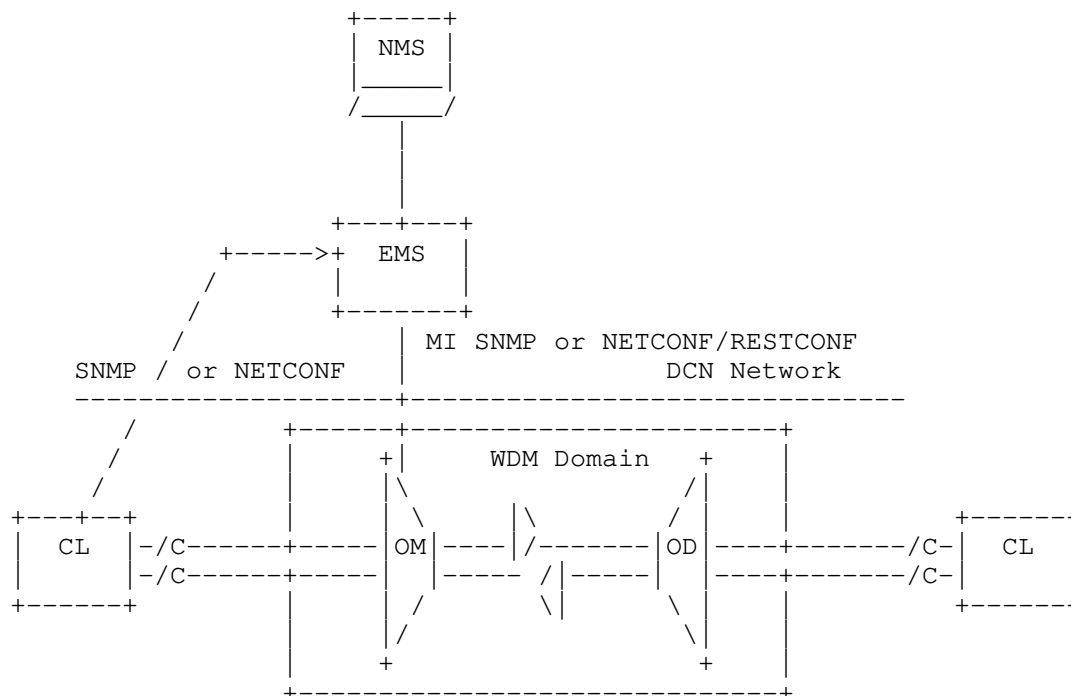 NMS
EMS
MI SNMP or NETCONF/RESTCONF
SNMP / or NETCONF DCN Network
WDM Domain
CL -/C- OM OD /C- CL
-/C- /C-